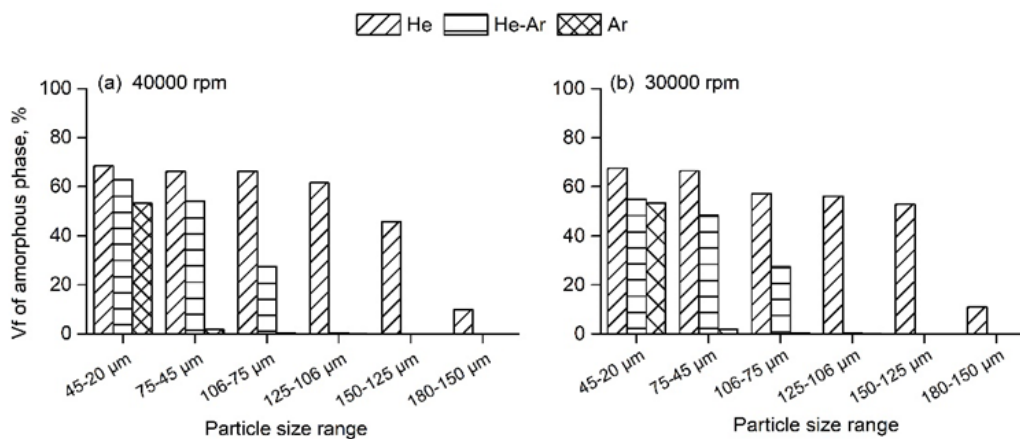 He He-Ar Ar
(a) 40000 rpm
Vf of amorphous phase, %
100
80
60
40
20
0
45-20 µm 75-45 µm 106-75 µm 125-106 µm 150-125 µm 180-150 µm
Particle size range
(b) 30000 rpm
100
80
60
40
20
0
45-20 µm 75-45 µm 106-75 µm 125-106 µm 150-125 µm 180-150 µm
Particle size range